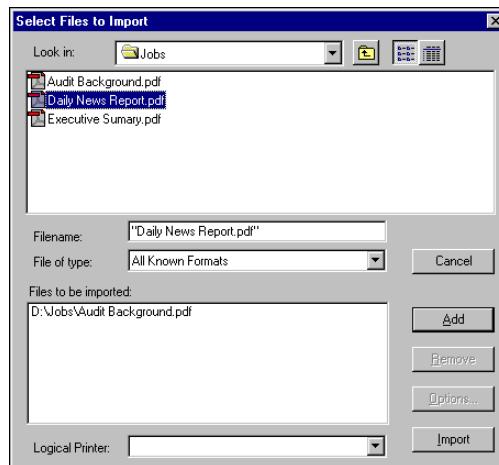 Select Files to Import
Look in: Jobs
Audit Background.pdf
Daily News Report.pdf
Executive Sumary.pdf
Filename: "Daily News Report.pdf"
File of type: All Known Formats Cancel
Files to be imported:
D:\Jobs\Audit Background.pdf
Add
Remove
Options...
Logical Printer: Import